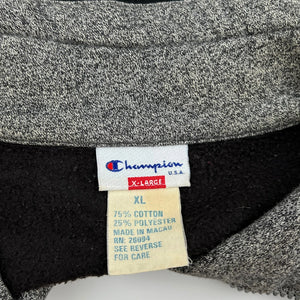 Champion
U.S.A.
X-LARGE
XL
75% COTTON
25% POLYESTER
MADE IN MACAU
RN: 26094
SEE REVERSE
FOR CARE